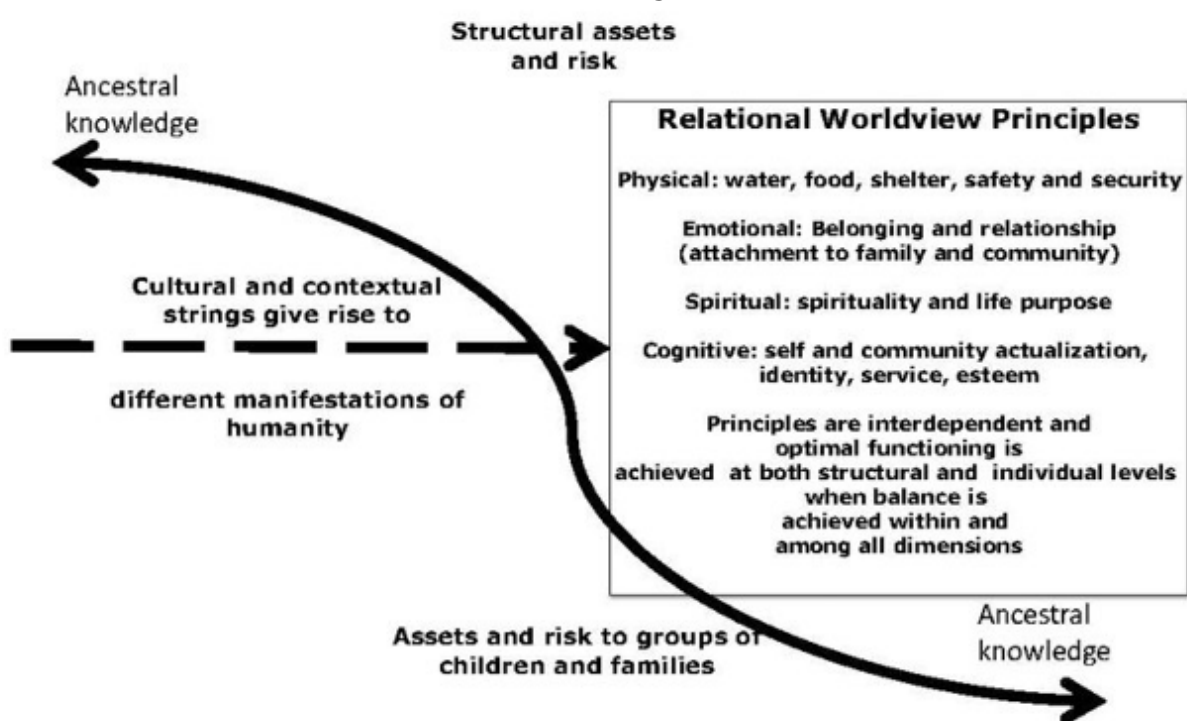 Structural assets
and risk
Ancestral
knowledge
Relational Worldview Principles
Physical: water, food, shelter, safety and security
Emotional: Belonging and relationship
(attachment to family and community)
Spiritual: spirituality and life purpose
Cognitive: self and community actualization,
identity, service, esteem
Principles are interdependent and
optimal functioning is
achieved at both structural and individual levels
when balance is
achieved within and
among all dimensions
Cultural and contextual
strings give rise to
different manifestations of
humanity
Assets and risk to groups of
children and families
Ancestral
knowledge